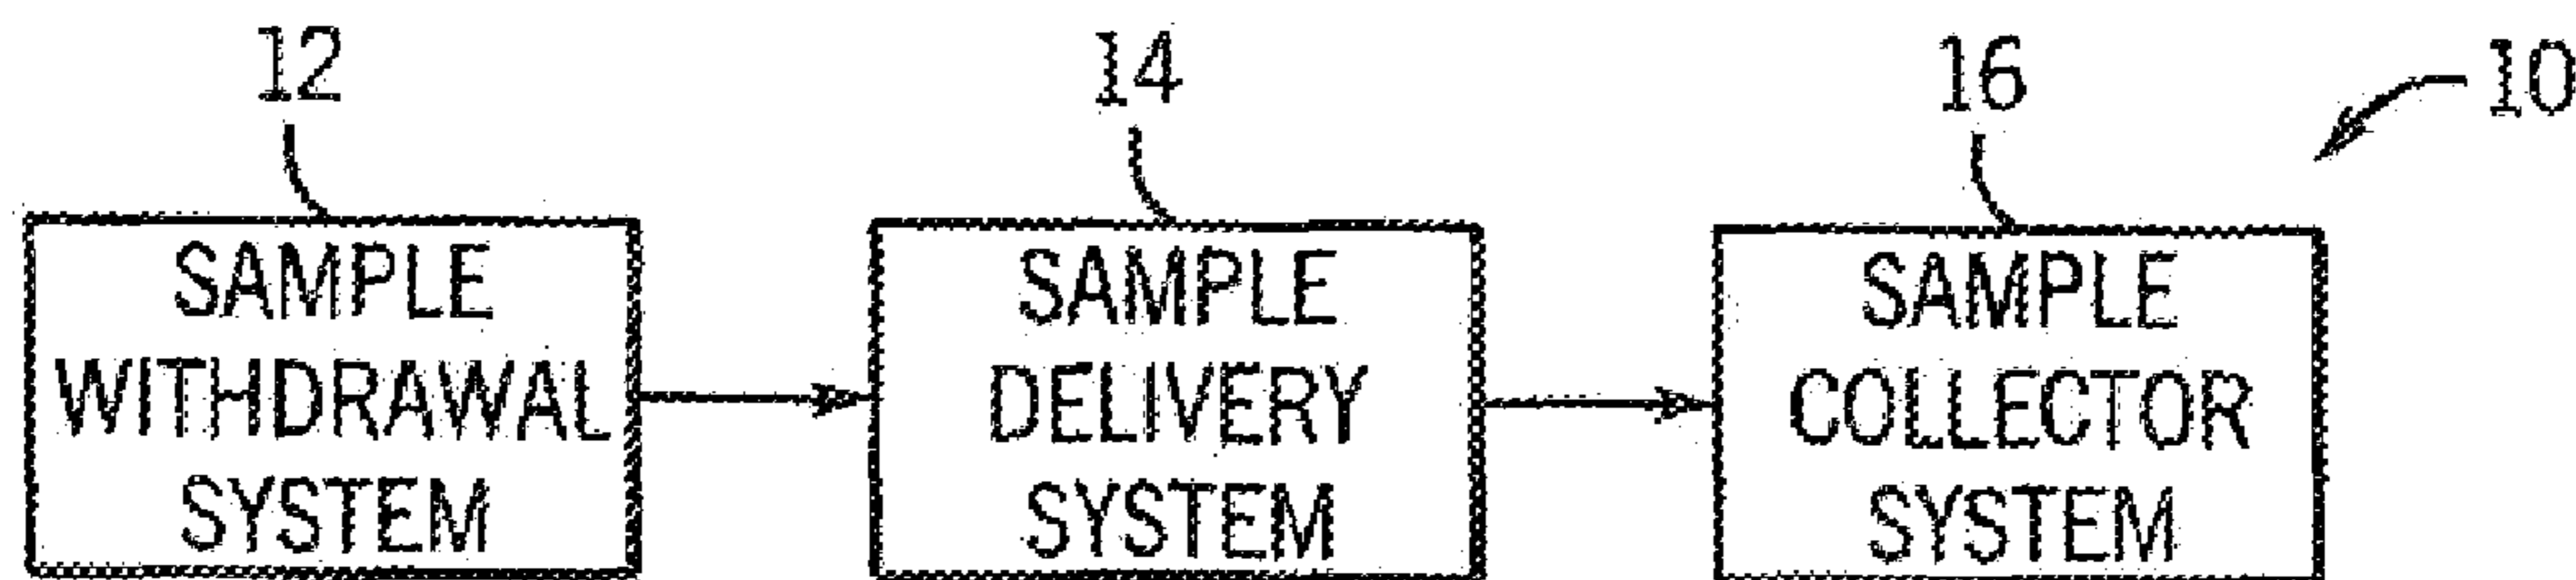 12 14 16 10
SAMPLE WITHDRAWAL SYSTEM
SAMPLE DELIVERY SYSTEM
SAMPLE COLLECTOR SYSTEM